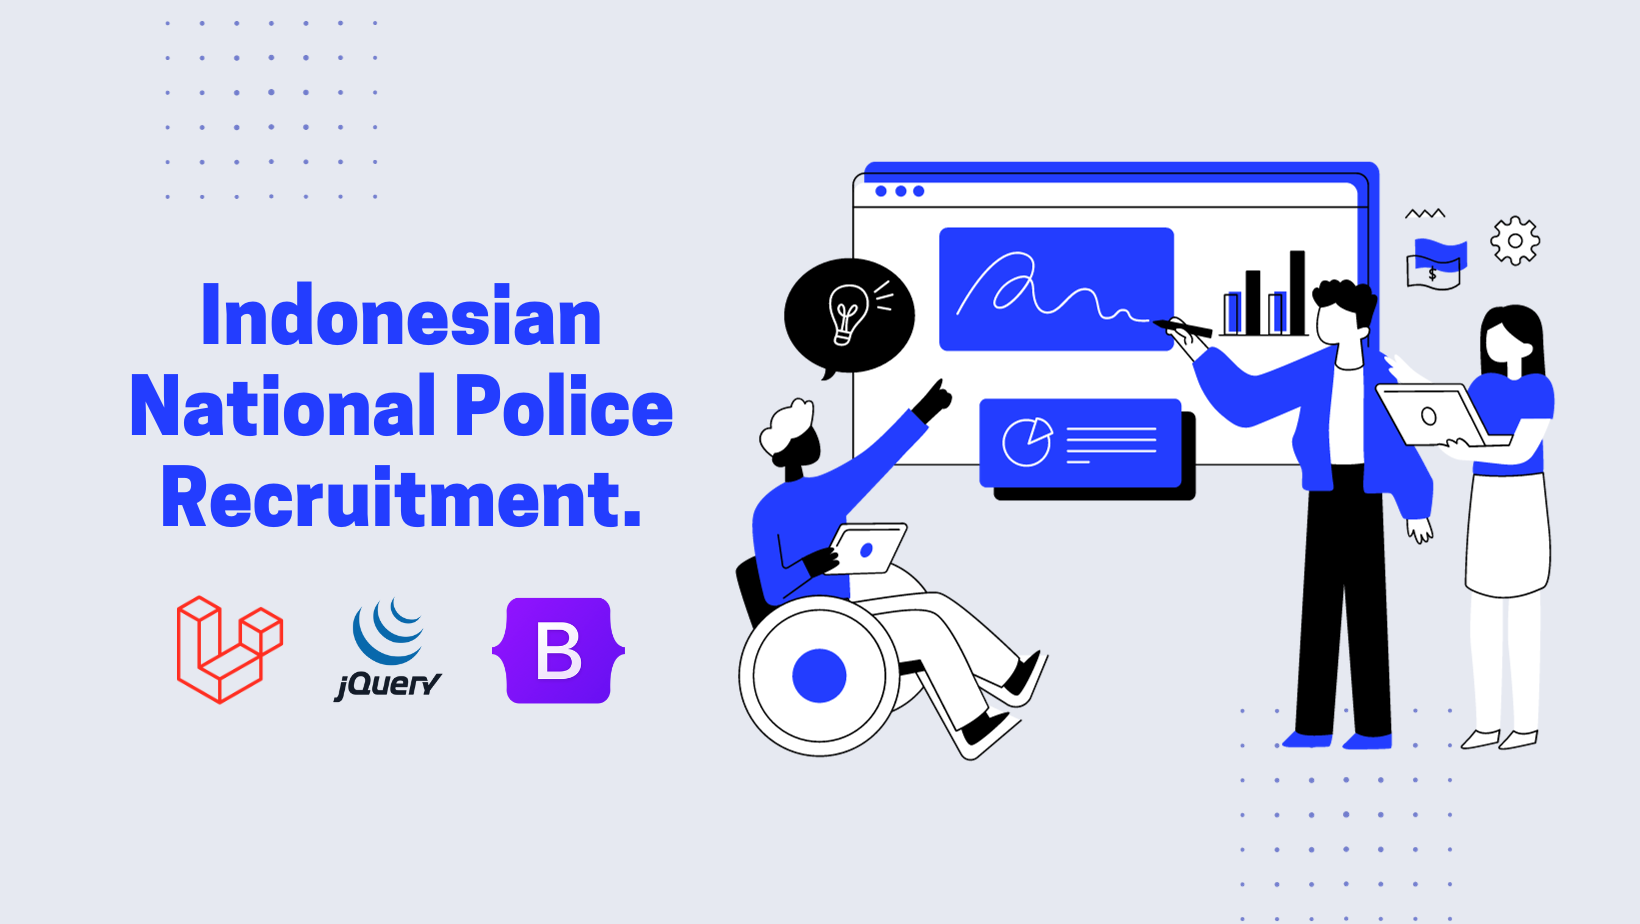 Indonesian
National Police
Recruitment.
jQuery
B
$